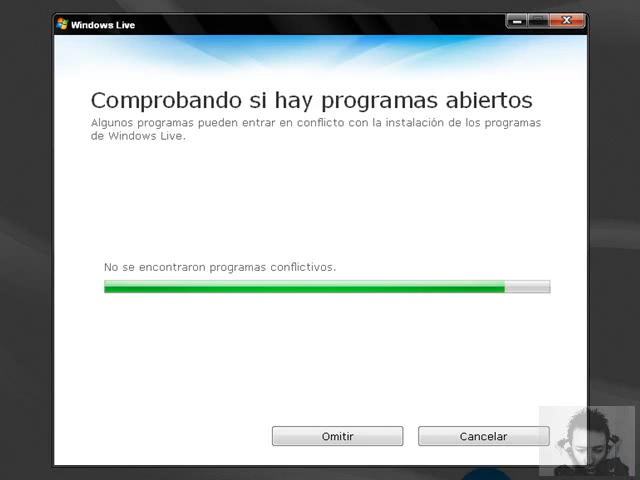 Windows Live
Comprobando si hay programas abiertos
Algunos programas pueden entrar en conflicto con la instalación de los programas
de Windows Live.
No se encontraron programas conflictivos.
Omitir
Cancelar